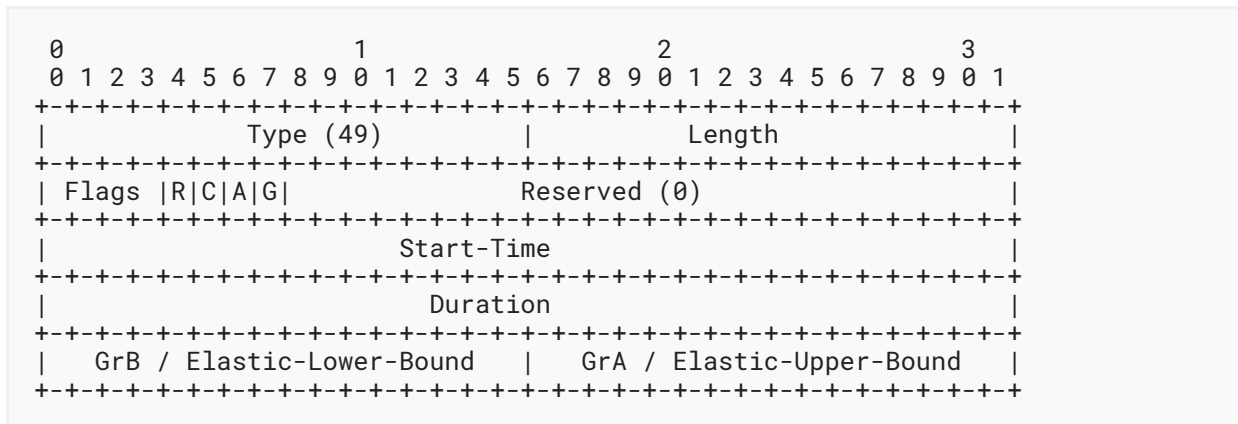 0                   1                   2                   3
 0 1 2 3 4 5 6 7 8 9 0 1 2 3 4 5 6 7 8 9 0 1 2 3 4 5 6 7 8 9 0 1
+-+-+-+-+-+-+-+-+-+-+-+-+-+-+-+-+-+-+-+-+-+-+-+-+-+-+-+-+-+-+-+-+
|             Type (49)         |          Length               |
+-+-+-+-+-+-+-+-+-+-+-+-+-+-+-+-+-+-+-+-+-+-+-+-+-+-+-+-+-+-+-+-+
| Flags |R|C|A|G|               Reserved (0)                    |
+-+-+-+-+-+-+-+-+-+-+-+-+-+-+-+-+-+-+-+-+-+-+-+-+-+-+-+-+-+-+-+-+
|                       Start-Time                              |
+-+-+-+-+-+-+-+-+-+-+-+-+-+-+-+-+-+-+-+-+-+-+-+-+-+-+-+-+-+-+-+-+
|                         Duration                              |
+-+-+-+-+-+-+-+-+-+-+-+-+-+-+-+-+-+-+-+-+-+-+-+-+-+-+-+-+-+-+-+-+
|   GrB / Elastic-Lower-Bound   |   GrA / Elastic-Upper-Bound   |
+-+-+-+-+-+-+-+-+-+-+-+-+-+-+-+-+-+-+-+-+-+-+-+-+-+-+-+-+-+-+-+-+